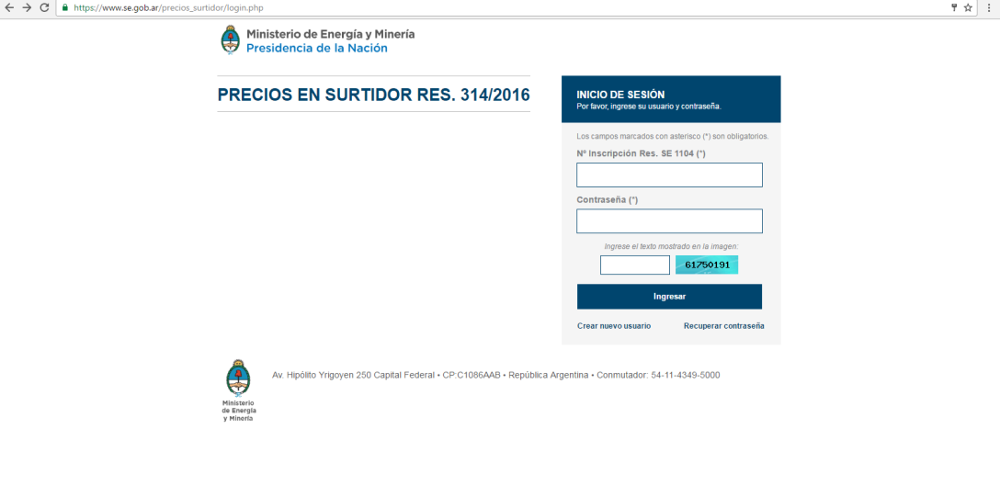 https://www.se.gob.ar/precios_surtidor/login.php
Ministerio de Energía y Minería
Presidencia de la Nación
PRECIOS EN SURTIDOR RES. 314/2016
INICIO DE SESIÓN
Por favor, ingrese su usuario y contraseña.
Los campos marcados con asterisco (*) son obligatorios.
Nº Inscripción Res. SE 1104 (*)
Contraseña (*)
Ingrese el texto mostrado en la imagen:
61750191
Ingresar
Crear nuevo usuario Recuperar contraseña
Av. Hipólito Yrigoyen 250 Capital Federal • CP:C1086AAB • República Argentina • Conmutador: 54-11-4349-5000
Ministerio
de Energía
y Minería